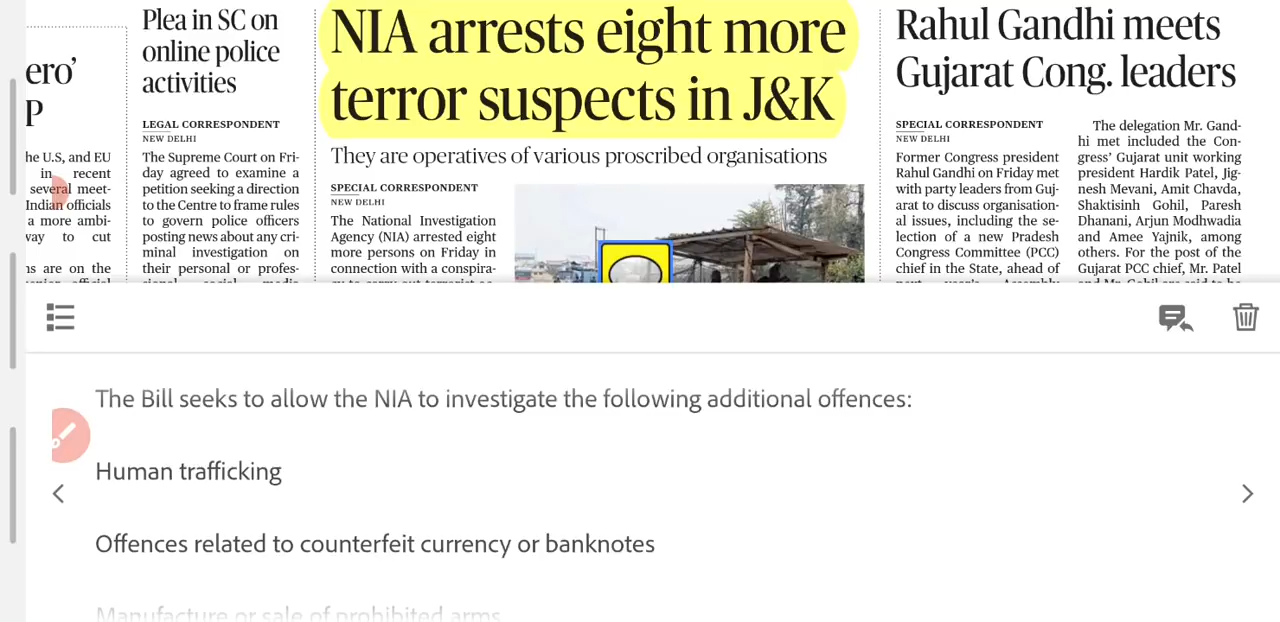 ero’
P
he U.S, and EU
in recent
several meet-
Indian officials
a more ambi-
way to cut
ns are on the
Plea in SC on
online police
activities
LEGAL CORRESPONDENT
NEW DELHI
The Supreme Court on Fri-
day agreed to examine a
petition seeking a direction
to the Centre to frame rules
to govern police officers
posting news about any cri-
minal investigation on
their personal or profes-
NIA arrests eight more
terror suspects in J&K
They are operatives of various proscribed organisations
SPECIAL CORRESPONDENT
NEW DELHI
The National Investigation
Agency (NIA) arrested eight
more persons on Friday in
connection with a conspira-
Rahul Gandhi meets
Gujarat Cong. leaders
SPECIAL CORRESPONDENT
NEW DELHI
Former Congress president
Rahul Gandhi on Friday met
with party leaders from Guj-
arat to discuss organisation-
al issues, including the se-
lection of a new Pradesh
Congress Committee (PCC)
chief in the State, ahead of
The delegation Mr. Gand-
hi met included the Con-
gress’ Gujarat unit working
president Hardik Patel, Jig-
nesh Mevani, Amit Chavda,
Shaktisinh Gohil, Paresh
Dhanani, Arjun Modhwadia
and Amee Yajnik, among
others. For the post of the
Gujarat PCC chief, Mr. Patel
The Bill seeks to allow the NIA to investigate the following additional offences:
Human trafficking
Offences related to counterfeit currency or banknotes
Manufacture or sale of prohibited arms